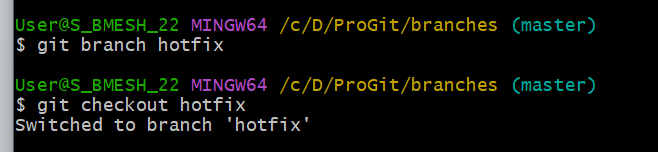 User@S_BMESH_22 MINGW64 /c/D/ProGit/branches (master)
$ git branch hotfix
User@S_BMESH_22 MINGW64 /c/D/ProGit/branches (master)
$ git checkout hotfix
Switched to branch 'hotfix'